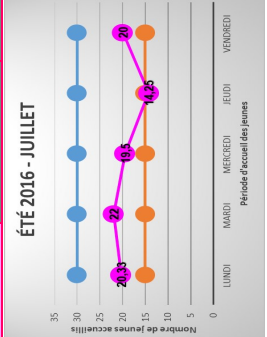 ÉTÉ 2016 - JUILLET
Nombre de jeunes accueillis
35
30
25
20
15
10
5
0
20,33
22
19,5
14,25
20
LUNDI
MARDI
MERCREDI
JEUDI
VENDREDI
Période d'accueil des jeunes